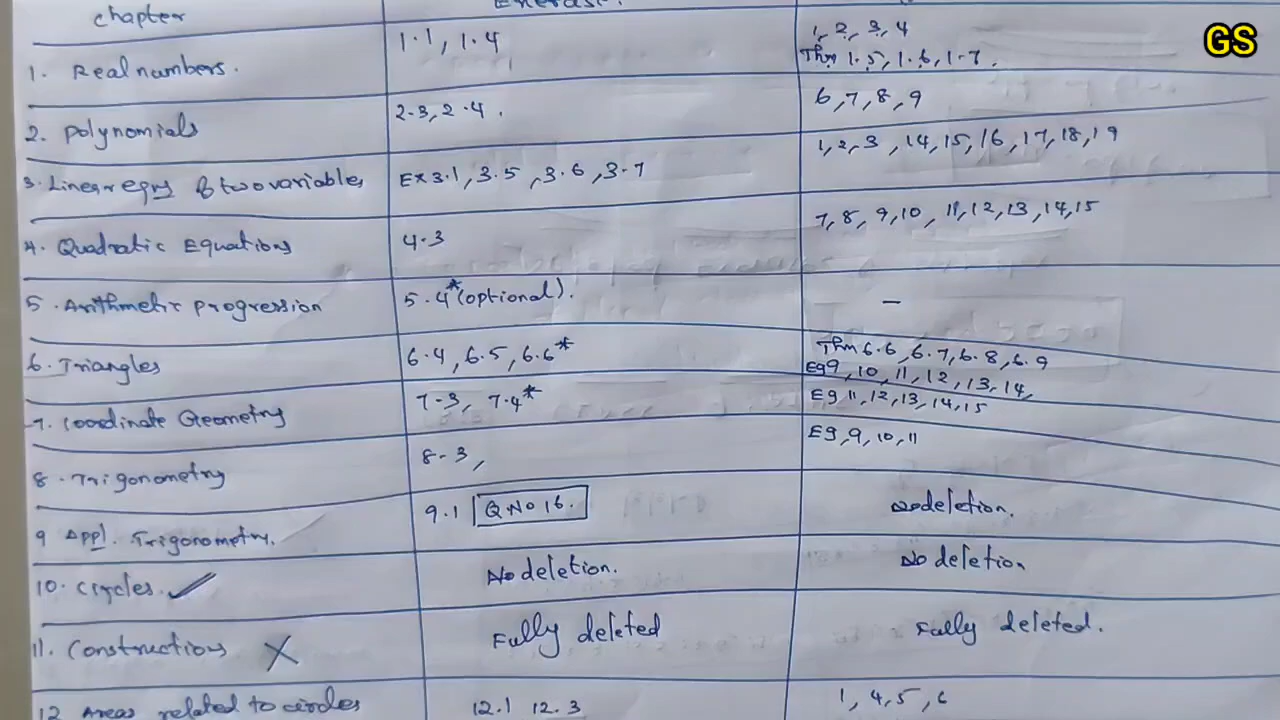 GS
chapter Exercise.
1. Real numbers. 1.1, 1.4 1, 2, 3, 4
Thm 1.5, 1.6, 1.7.
2. Polynomials 2.3, 2.4. 6, 7, 8, 9
3. Linear eqns of two variables Ex 3.1, 3.5, 3.6, 3.7 1, 2, 3, 14, 15, 16, 17, 18, 19
4. Quadratic Equations 4.3 7, 8, 9, 10, 11, 12, 13, 14, 15
5. Arithmetic Progression 5.4* (optional). -
6. Triangles 6.4, 6.5, 6.6* Thm 6.6, 6.7, 6.8, 6.9
Eg 9, 10, 11, 12, 13, 14,
7. Coordinate Geometry 7.3, 7.4* Eg 11, 12, 13, 14, 15
8. Trigonometry 8.3, Eg, 9, 10, 11
9 Appl. Trigonometry. 9.1 Q No 16. No deletion.
10. Circles. ✓ No deletion. No deletion
11. Constructions X Fully deleted Fully deleted.
12 Areas related to circles 12.1 12.3 1, 4, 5, 6